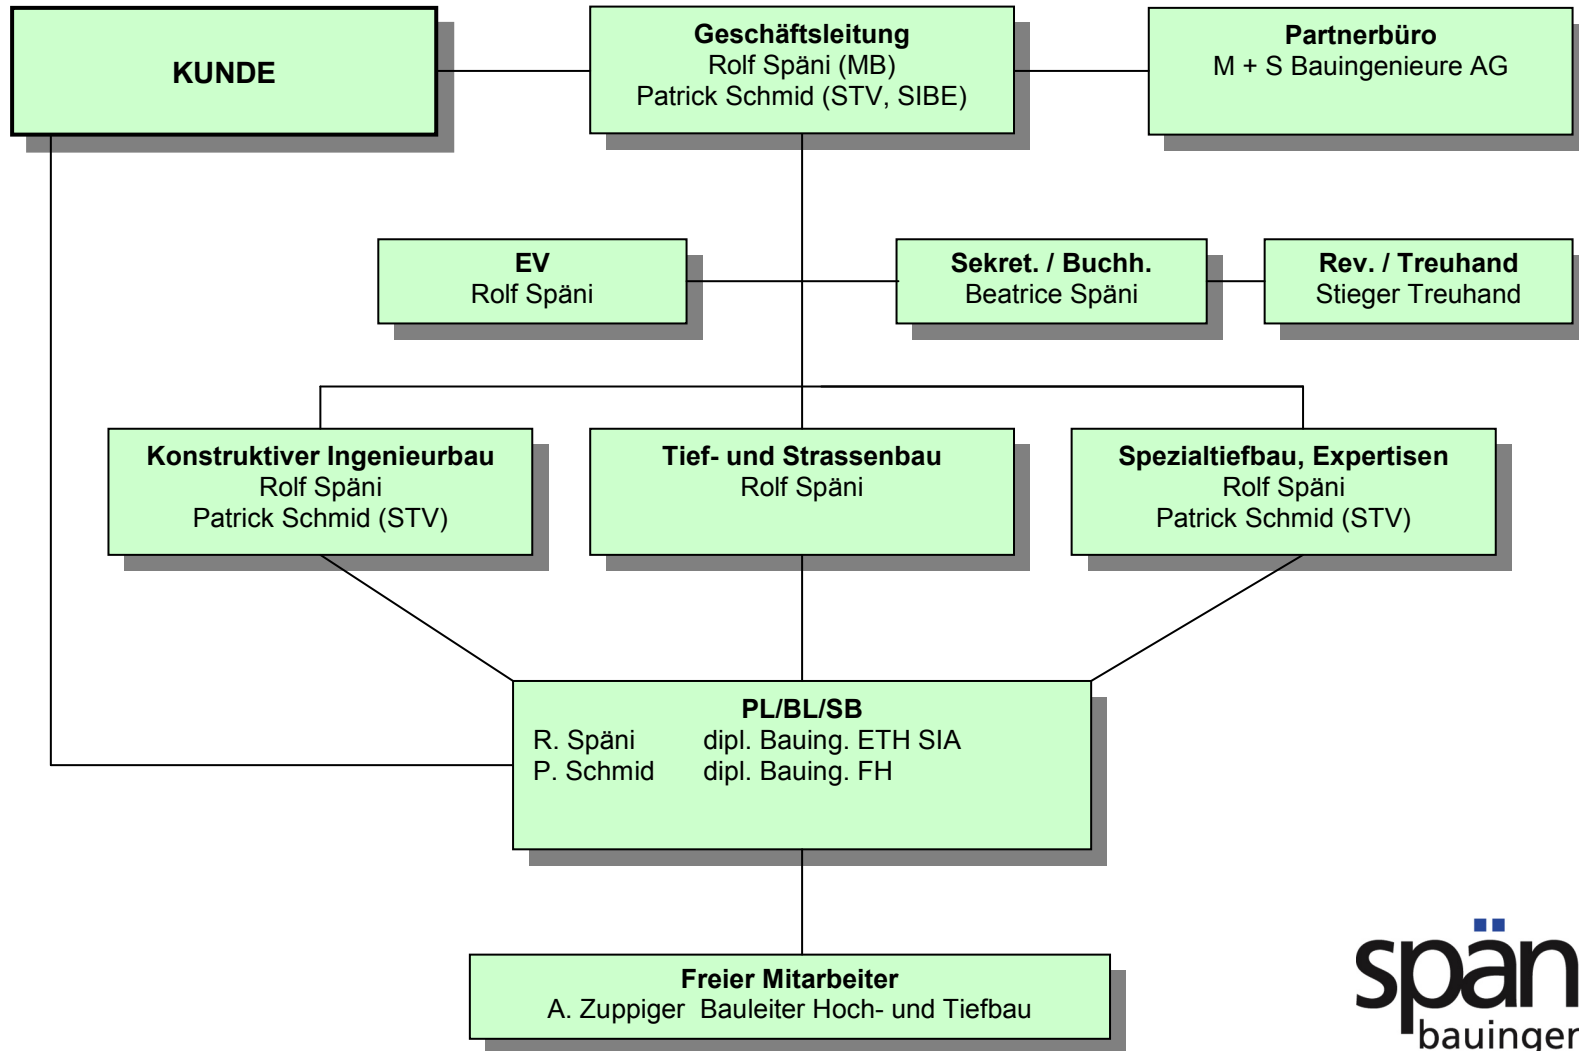 KUNDE
Geschäftsleitung
Rolf Späni (MB)
Patrick Schmid (STV, SIBE)
Partnerbüro
M + S Bauingenieure AG
EV
Rolf Späni
Sekret. / Buchh.
Beatrice Späni
Rev. / Treuhand
Stieger Treuhand
Konstruktiver Ingenieurbau
Rolf Späni
Patrick Schmid (STV)
Tief- und Strassenbau
Rolf Späni
Spezialtiefbau, Expertisen
Rolf Späni
Patrick Schmid (STV)
PL/BL/SB
R. Späni dipl. Bauing. ETH SIA
P. Schmid dipl. Bauing. FH
Freier Mitarbeiter
A. Zuppiger Bauleiter Hoch- und Tiefbau
spän
bauinger